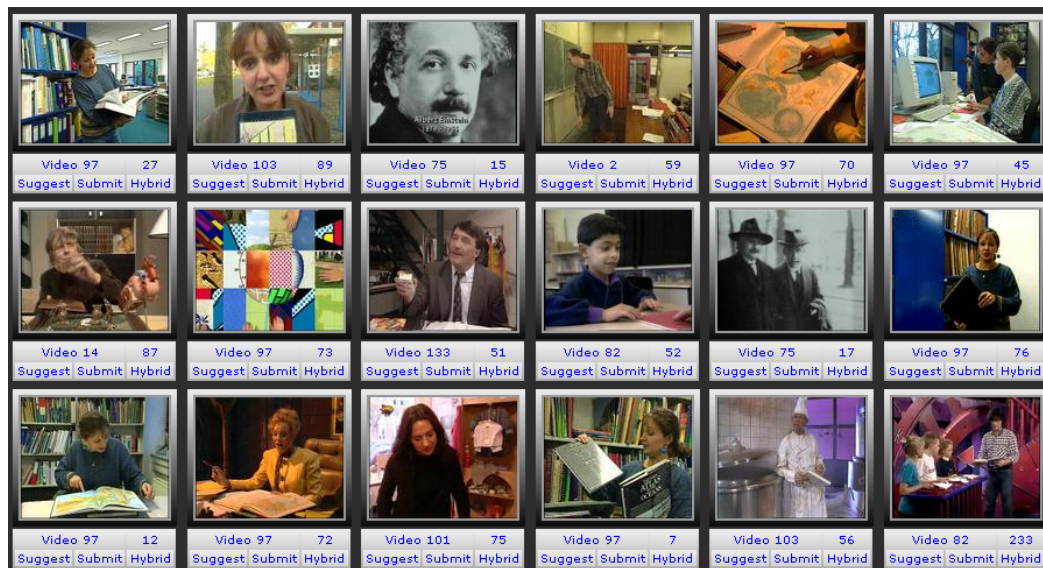 Albert Einstein
Video 97 27 Video 103 89 Video 75 15 Video 2 59 Video 97 70 Video 97 45
Suggest Submit Hybrid Suggest Submit Hybrid Suggest Submit Hybrid Suggest Submit Hybrid Suggest Submit Hybrid Suggest Submit Hybrid
Video 14 87 Video 97 73 Video 133 51 Video 82 52 Video 75 17 Video 97 76
Suggest Submit Hybrid Suggest Submit Hybrid Suggest Submit Hybrid Suggest Submit Hybrid Suggest Submit Hybrid Suggest Submit Hybrid
ATLAS
Video 97 12 Video 97 72 Video 101 75 Video 97 7 Video 103 56 Video 82 233
Suggest Submit Hybrid Suggest Submit Hybrid Suggest Submit Hybrid Suggest Submit Hybrid Suggest Submit Hybrid Suggest Submit Hybrid